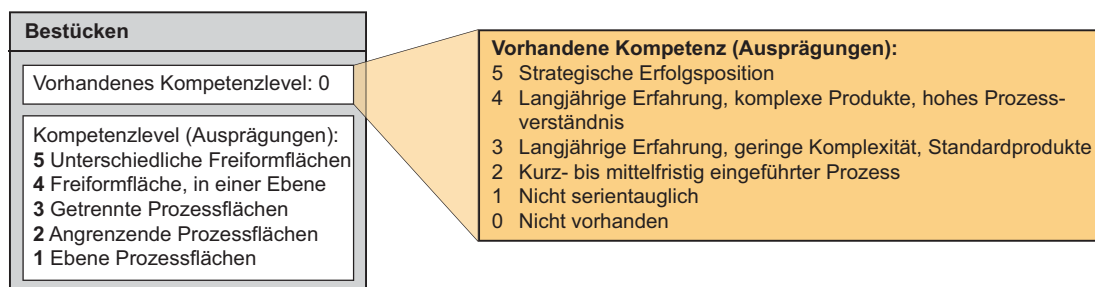 Bestücken
Vorhandenes Kompetenzlevel: 0
Kompetenzlevel (Ausprägungen):
5 Unterschiedliche Freiformflächen
4 Freiformfläche, in einer Ebene
3 Getrennte Prozessflächen
2 Angrenzende Prozessflächen
1 Ebene Prozessflächen
Vorhandene Kompetenz (Ausprägungen):
5 Strategische Erfolgsposition
4 Langjährige Erfahrung, komplexe Produkte, hohes Prozess-
verständnis
3 Langjährige Erfahrung, geringe Komplexität, Standardprodukte
2 Kurz- bis mittelfristig eingeführter Prozess
1 Nicht serientauglich
0 Nicht vorhanden